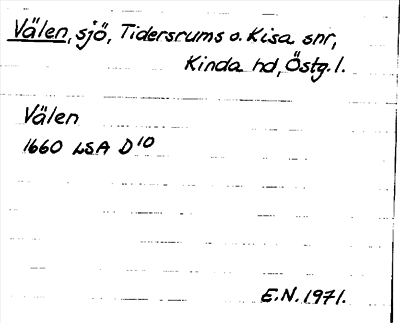 Välen, sjö, Tidersrums o. Kisa snr,
Kinda hd, Östg. l.
Välen
1660 LSA D10
E.N. 1971.